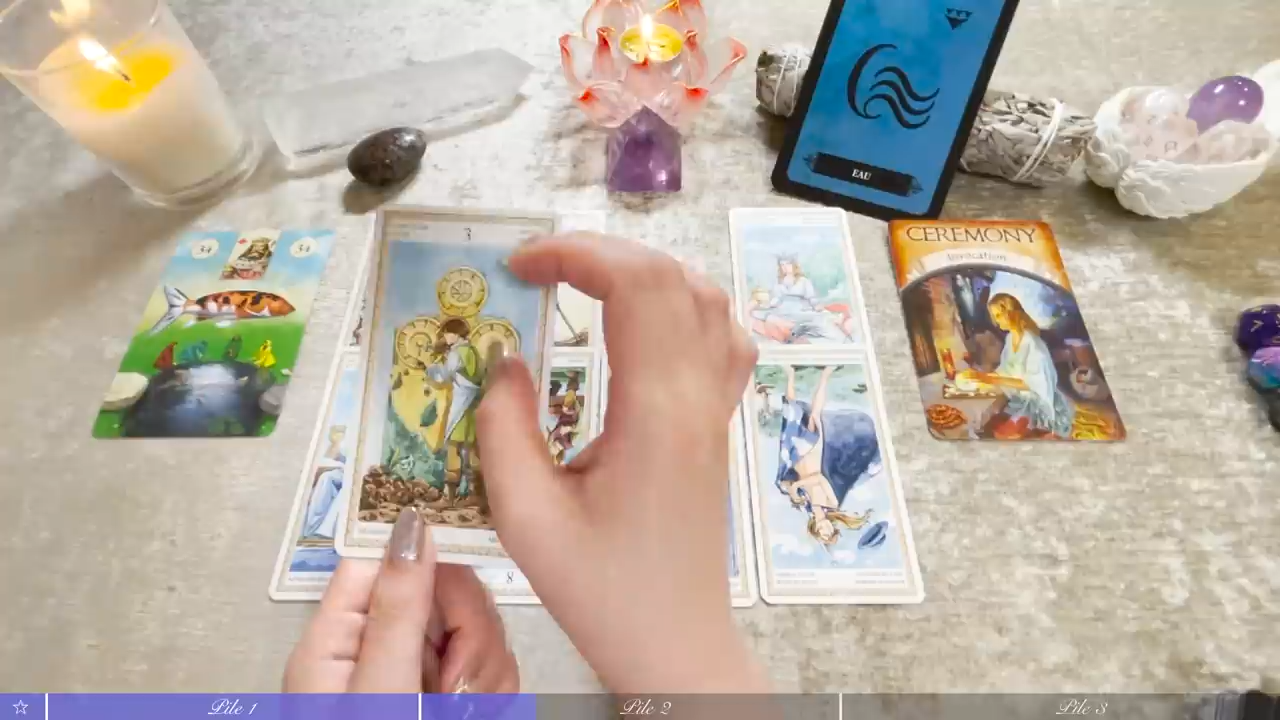 EAU
34
34
3
CEREMONY
Invocation
8
☆ Pile 1 Pile 2 Pile 3